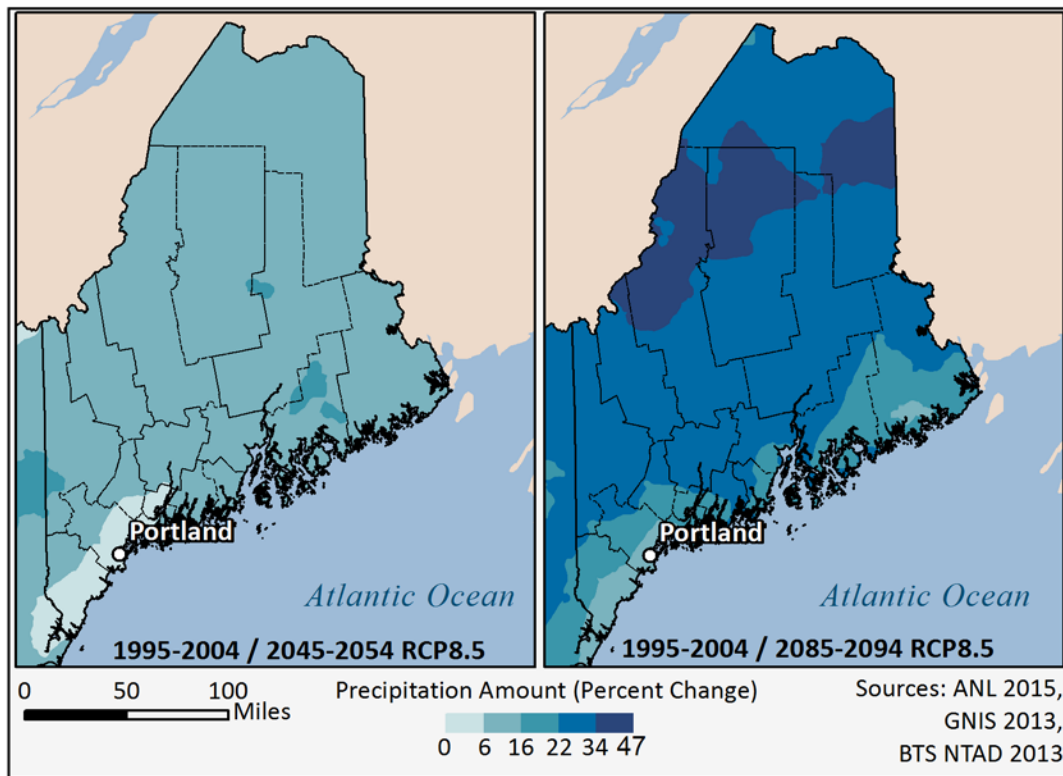 Portland
Atlantic Ocean
1995-2004 / 2045-2054 RCP8.5
Portland
Atlantic Ocean
1995-2004 / 2085-2094 RCP8.5
0 50 100
Miles
Precipitation Amount (Percent Change)
0 6 16 22 34 47
Sources: ANL 2015,
GNIS 2013,
BTS NTAD 2013